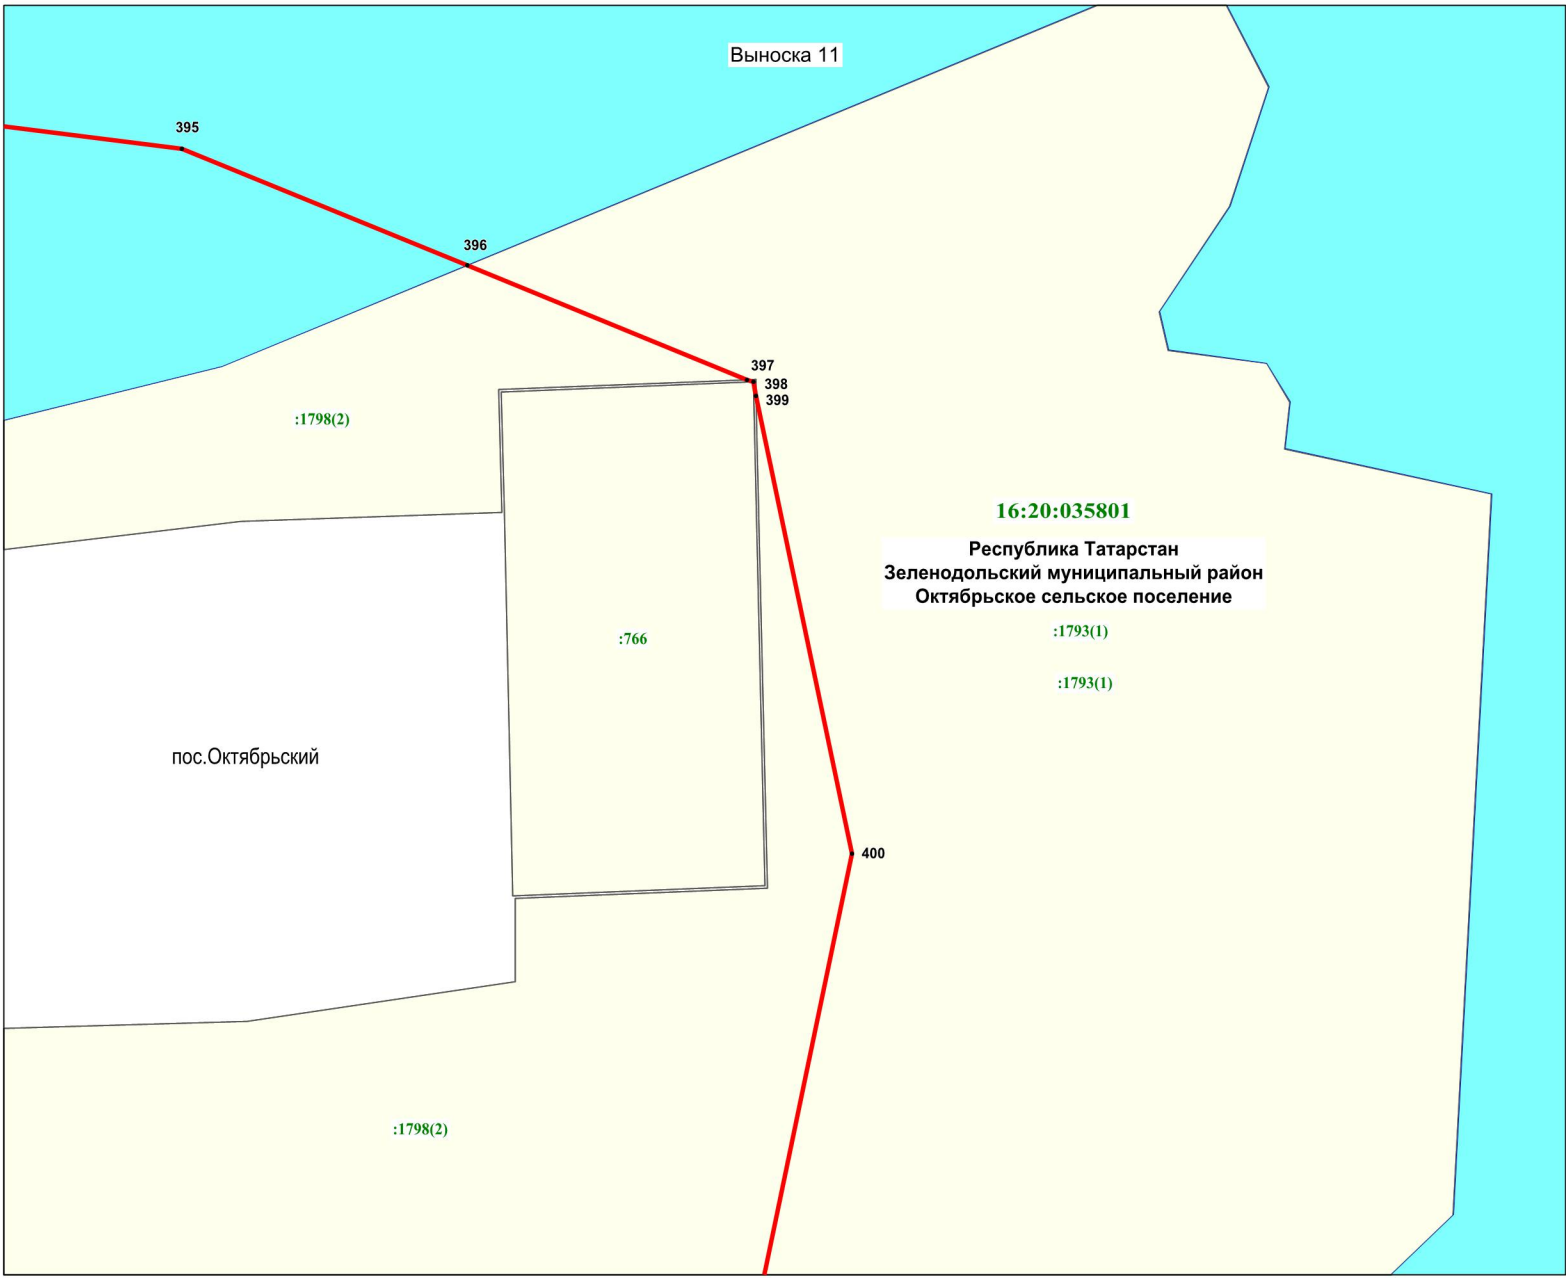 Выноска 11
395
396
397
398
399
:1798(2)
16:20:035801
Республика Татарстан
Зеленодольский муниципальный район
Октябрьское сельское поселение
:1793(1)
:766
:1793(1)
пос.Октябрьский
400
:1798(2)